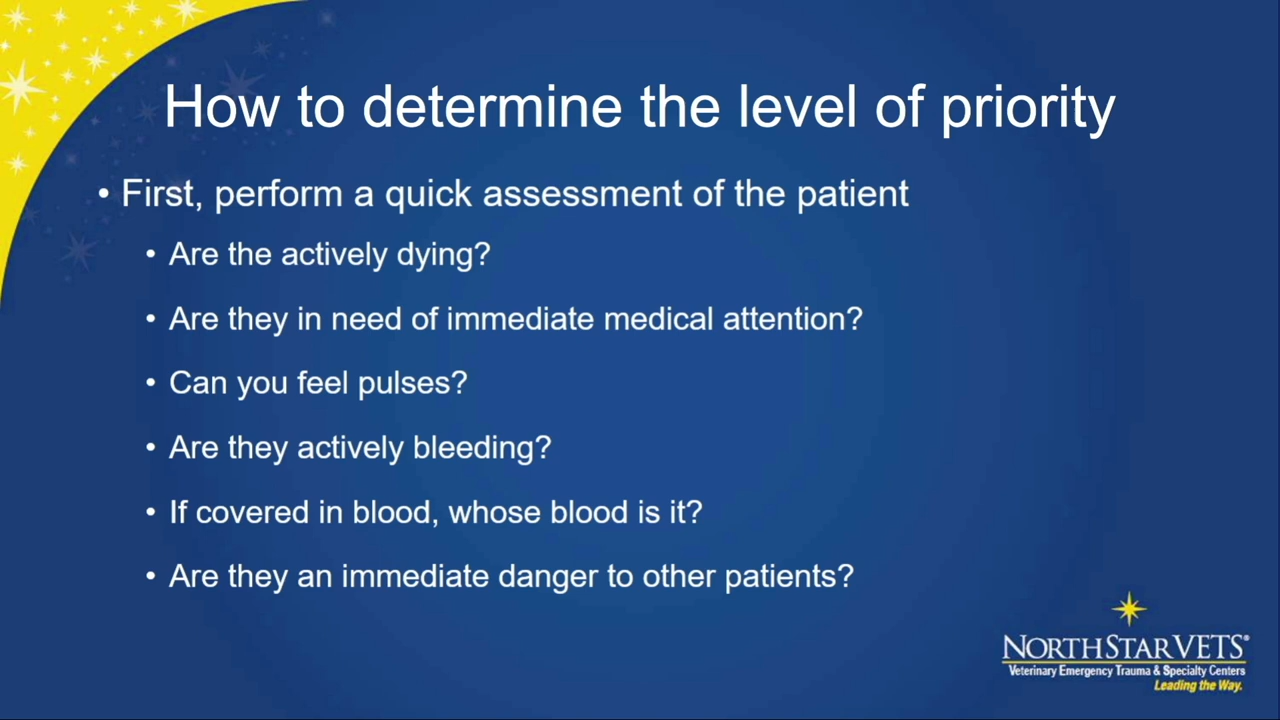 How to determine the level of priority
• First, perform a quick assessment of the patient
• Are the actively dying?
• Are they in need of immediate medical attention?
• Can you feel pulses?
• Are they actively bleeding?
• If covered in blood, whose blood is it?
• Are they an immediate danger to other patients?
NORTHSTAR VETS®
Veterinary Emergency Trauma & Specialty Centers
Leading the Way.